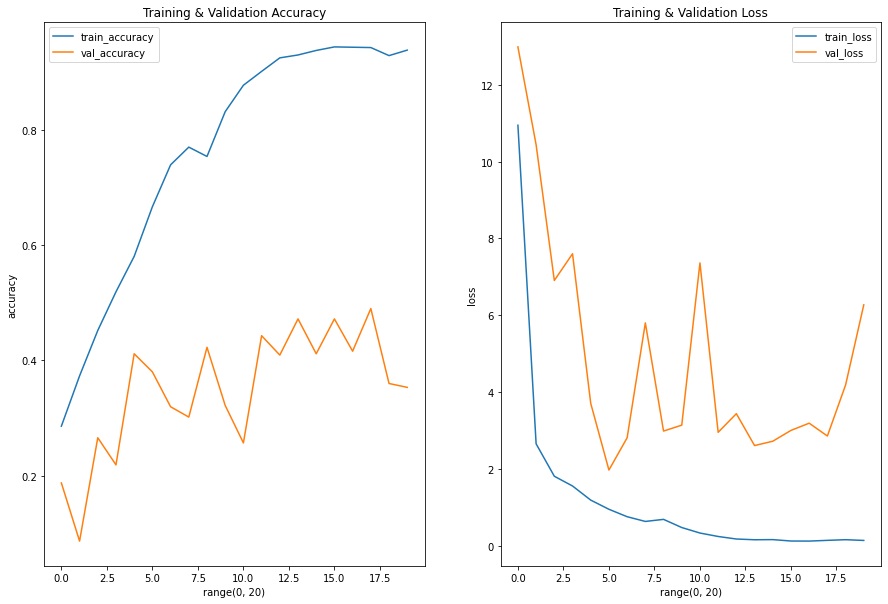 Training & Validation Accuracy
train_accuracy
val_accuracy
accuracy
0.8
0.6
0.4
0.2
0.0
2.5
5.0
7.5
10.0
12.5
15.0
17.5
range(0, 20)
Training & Validation Loss
train_loss
val_loss
loss
12
10
8
6
4
2
0
0.0
2.5
5.0
7.5
10.0
12.5
15.0
17.5
range(0, 20)